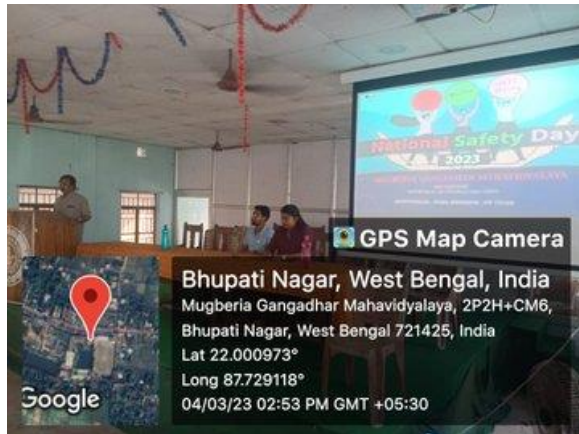 National Safety Day
2023
MUGBERIA GANGADHAR MAHAVIDYALAYA
GPS Map Camera
Bhupati Nagar, West Bengal, India
Mugberia Gangadhar Mahavidyalaya, 2P2H+CM6,
Bhupati Nagar, West Bengal 721425, India
Lat 22.000973°
Long 87.729118°
04/03/23 02:53 PM GMT +05:30
Google